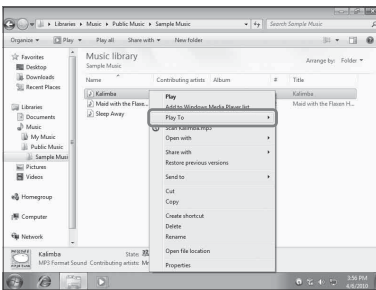 Libraries ▸ Music ▸ Public Music ▸ Sample Music
Search Sample Music
Organize Play Play all Share with New folder
Favorites
Desktop
Downloads
Recent Places
Libraries
Documents
Music
My Music
Public Music
Sample Musi
Pictures
Videos
Homegroup
Computer
Network
Music library
Sample Music
Arrange by: Folder
Name Contributing artists Album # Title
Kalimba
Maid with the Flaxe...
Sleep Away
Kalimba
Maid with the Flaxen H...
Play
Add to Windows Media Player list
Play To
Scan Kalimba.mp3
Open with
Share with
Restore previous versions
Send to
Cut
Copy
Create shortcut
Delete
Rename
Open file location
Properties
Kalimba State:
MP3 Format Sound Contributing artists: Mr
3:56 PM